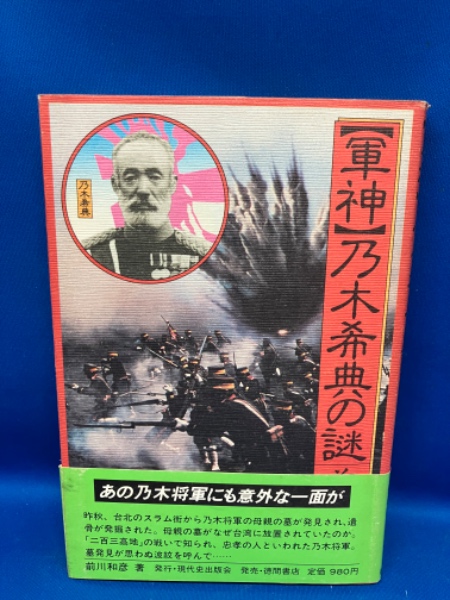 【軍神】乃木希典の謎
乃木希典
あの乃木将軍にも意外な一面が
昨秋、台北のスラム街から乃木将軍の母親の墓が発見され、遺
骨が発掘された。母親の墓がなぜ台湾に放置されていたのか。
「二百三高地」の戦いで知られ、忠孝の人といわれた乃木将軍。
墓発見が思わぬ波紋を呼んで……
前川和彦 著 発行・現代史出版会 発売・徳間書店 定価 980円